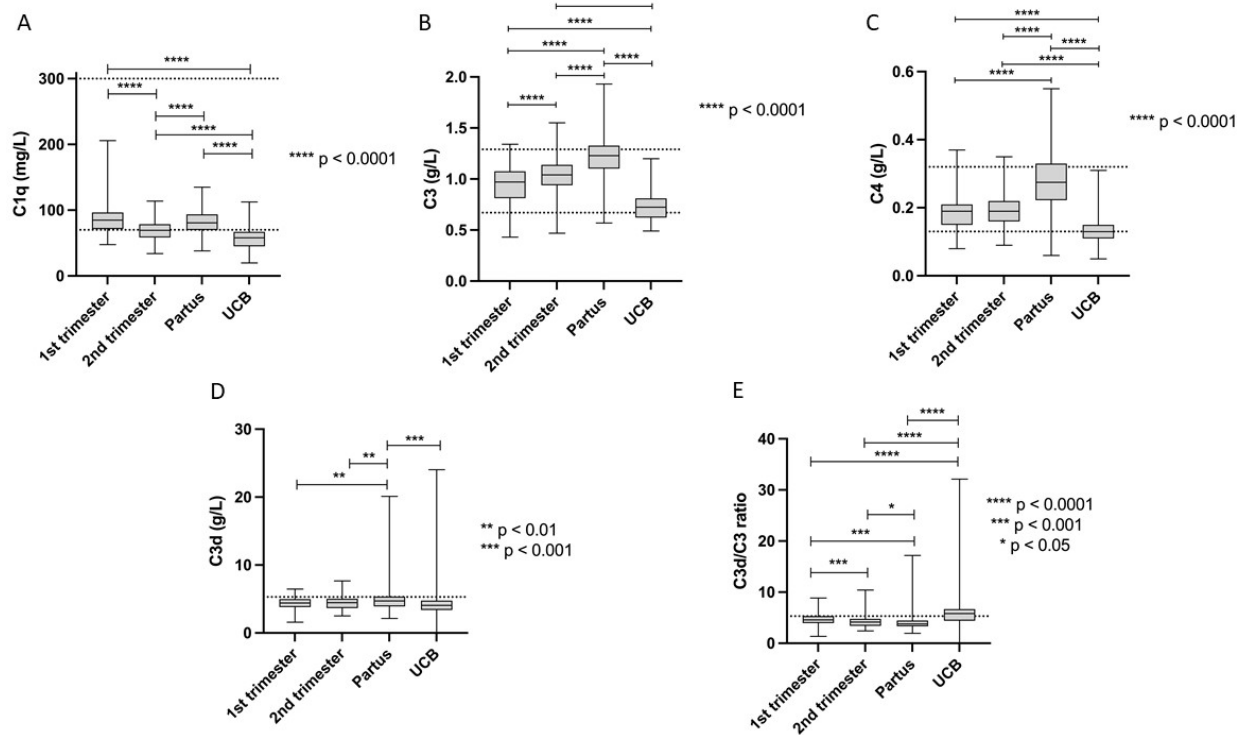 A
C1q (mg/L)
300
200
100
0
****
****
****
****
****
1st trimester
2nd trimester
Partus
UCB
**** p < 0.0001
B
C3 (g/L)
2.0
1.5
1.0
0.5
0.0
****
****
****
****
****
1st trimester
2nd trimester
Partus
UCB
**** p < 0.0001
C
C4 (g/L)
0.6
0.4
0.2
0.0
****
****
****
****
****
1st trimester
2nd trimester
Partus
UCB
**** p < 0.0001
D
C3d (g/L)
30
20
10
0
***
**
**
1st trimester
2nd trimester
Partus
UCB
** p < 0.01
*** p < 0.001
E
C3d/C3 ratio
40
30
20
10
0
****
****
****
*
***
***
1st trimester
2nd trimester
Partus
UCB
**** p < 0.0001
*** p < 0.001
* p < 0.05